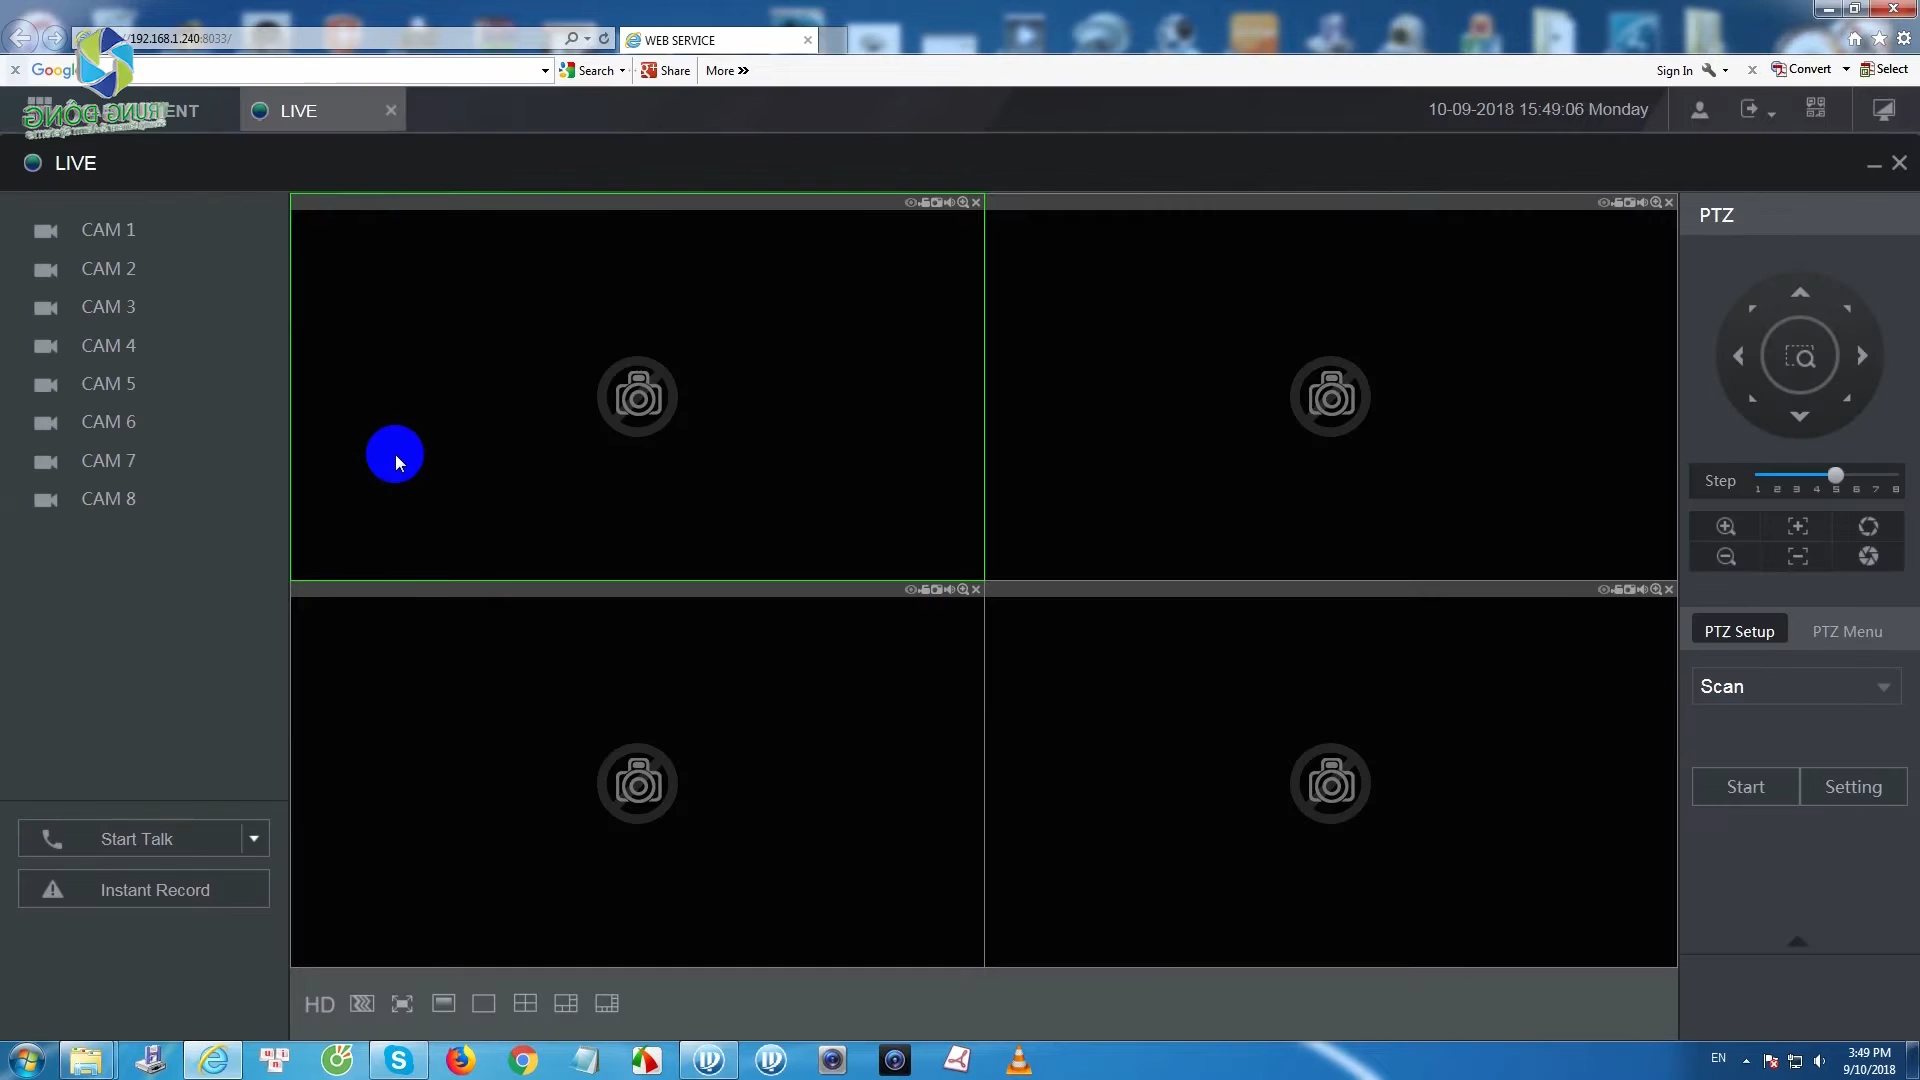 192.168.1.240:8033/
WEB SERVICE
Google
Search
Share
More »
Sign In
Convert
Select
LIVE
10-09-2018 15:49:06 Monday
LIVE
CAM 1
CAM 2
CAM 3
CAM 4
CAM 5
CAM 6
CAM 7
CAM 8
PTZ
Step
1 2 3 4 5 6 7 8
PTZ Setup
PTZ Menu
Scan
Start
Setting
Start Talk
Instant Record
HD
EN
3:49 PM
9/10/2018